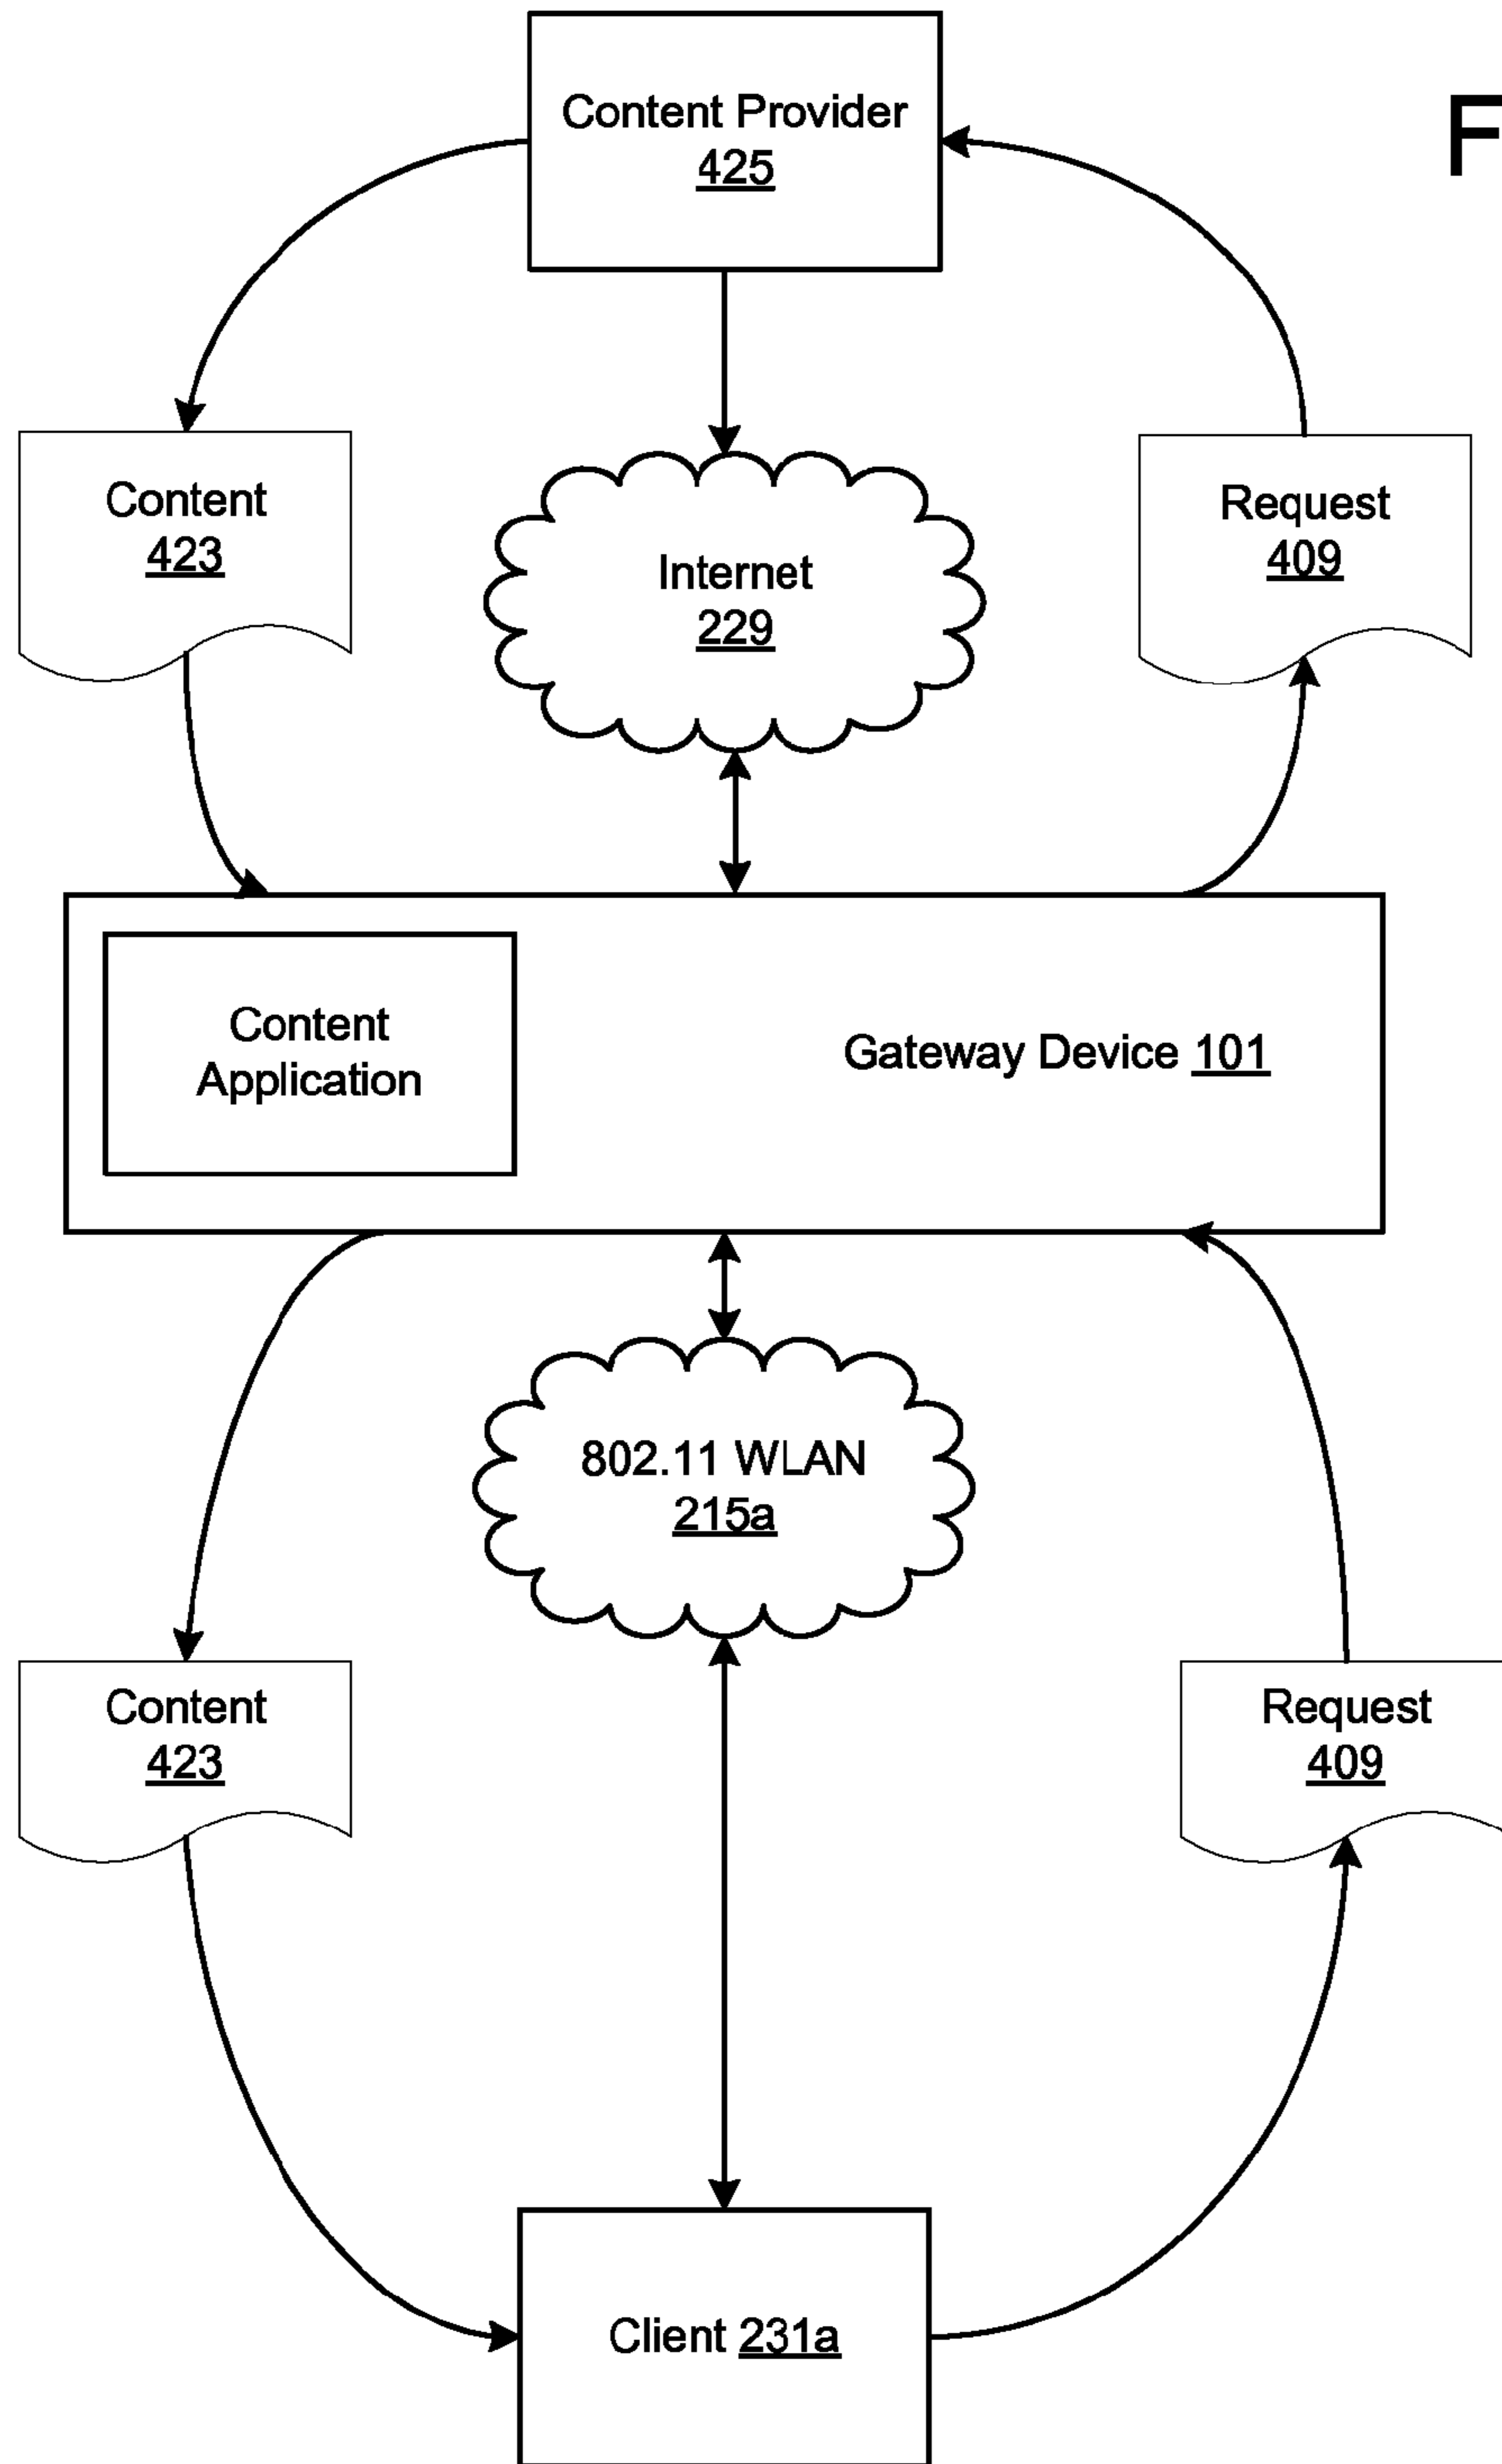 Content Provider
425
F
Content
423
Request
409
Internet
229
Content
Application
Gateway Device 101
802.11 WLAN
215a
Content
423
Request
409
Client 231a